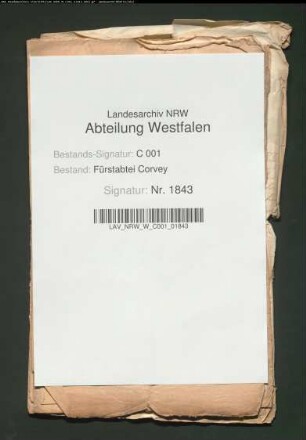 Landesarchiv NRW
Abteilung Westfalen
Bestands-Signatur: C 001
Bestand: Fürstabtei Corvey
Signatur: Nr. 1843
LAV_NRW_W_C001_01843